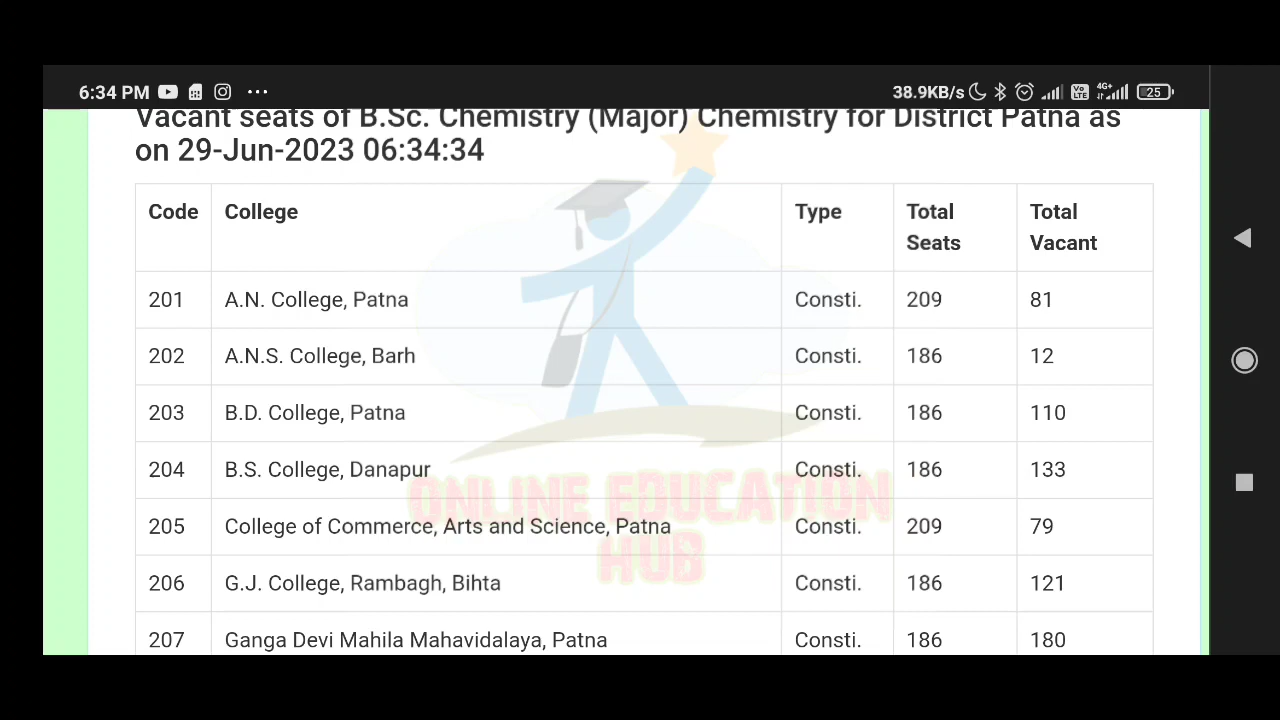 6:34 PM
38.9KB/s Vo LTE 4G+ 25
Vacant seats of B.Sc. Chemistry (Major) Chemistry for District Patna as
on 29-Jun-2023 06:34:34
Code College Type Total Seats Total Vacant
201 A.N. College, Patna Consti. 209 81
202 A.N.S. College, Barh Consti. 186 12
203 B.D. College, Patna Consti. 186 110
204 B.S. College, Danapur Consti. 186 133
205 College of Commerce, Arts and Science, Patna Consti. 209 79
206 G.J. College, Rambagh, Bihta Consti. 186 121
207 Ganga Devi Mahila Mahavidalaya, Patna Consti. 186 180
ONLINE EDUCATION
HUB